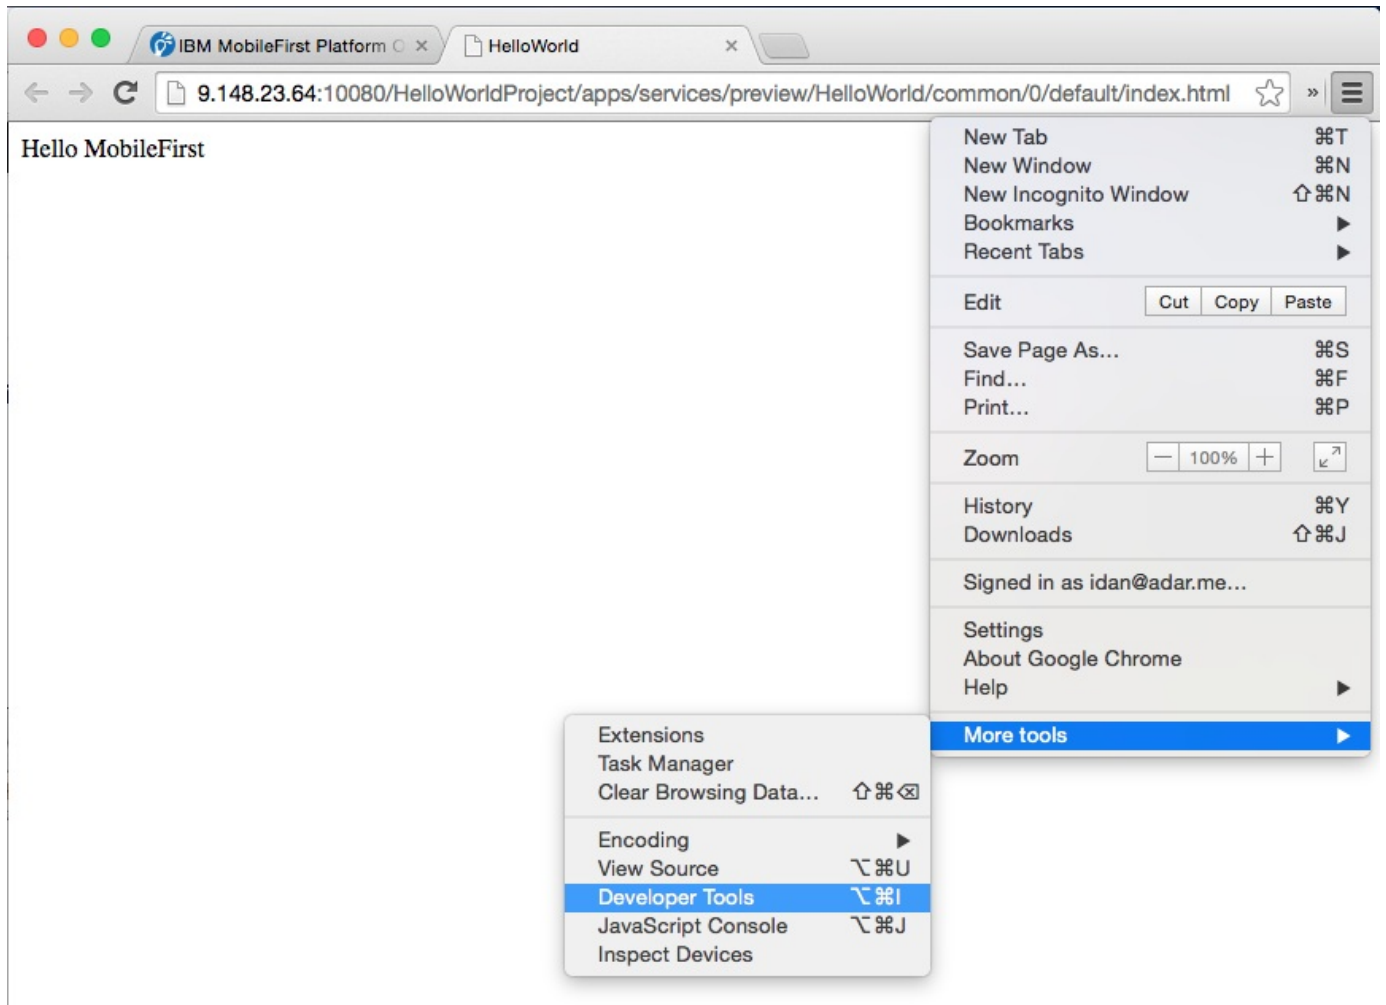 IBM MobileFirst Platform O
HelloWorld
9.148.23.64:10080/HelloWorldProject/apps/services/preview/HelloWorld/common/0/default/index.html »
Hello MobileFirst
New Tab ⌘T
New Window ⌘N
New Incognito Window ⇧⌘N
Bookmarks ▶
Recent Tabs ▶
Edit Cut Copy Paste
Save Page As... ⌘S
Find... ⌘F
Print... ⌘P
Zoom — 100% +
History ⌘Y
Downloads ⇧⌘J
Signed in as idan@adar.me...
Settings
About Google Chrome
Help ▶
More tools ▶
Extensions
Task Manager
Clear Browsing Data... ⇧⌘⌫
Encoding ▶
View Source ⌥⌘U
Developer Tools ⌥⌘I
JavaScript Console ⌥⌘J
Inspect Devices